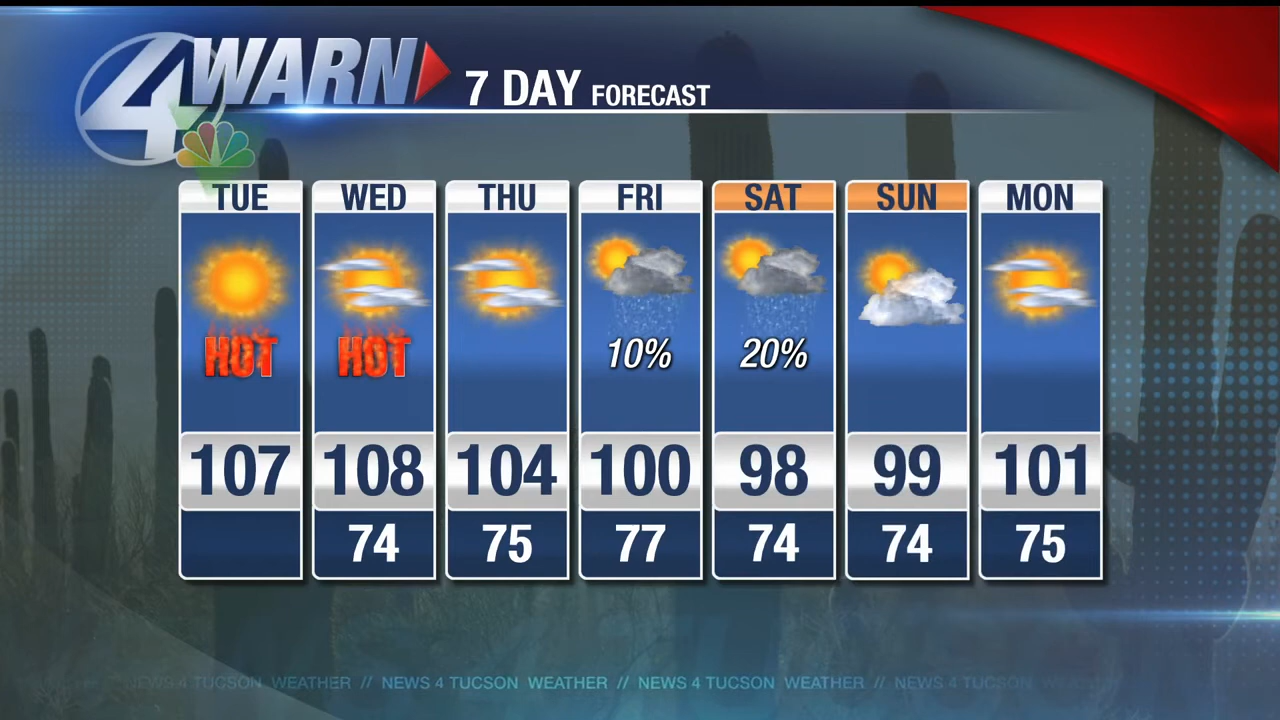 4WARN
7 DAY FORECAST
TUE WED THU FRI SAT SUN MON
HOT HOT
10% 20%
107 108 104 100 98 99 101
74 75 77 74 74 75
NEWS 4 TUCSON WEATHER // NEWS 4 TUCSON WEATHER // NEWS 4 TUCSON WEATHER // NEWS 4 TUCSON